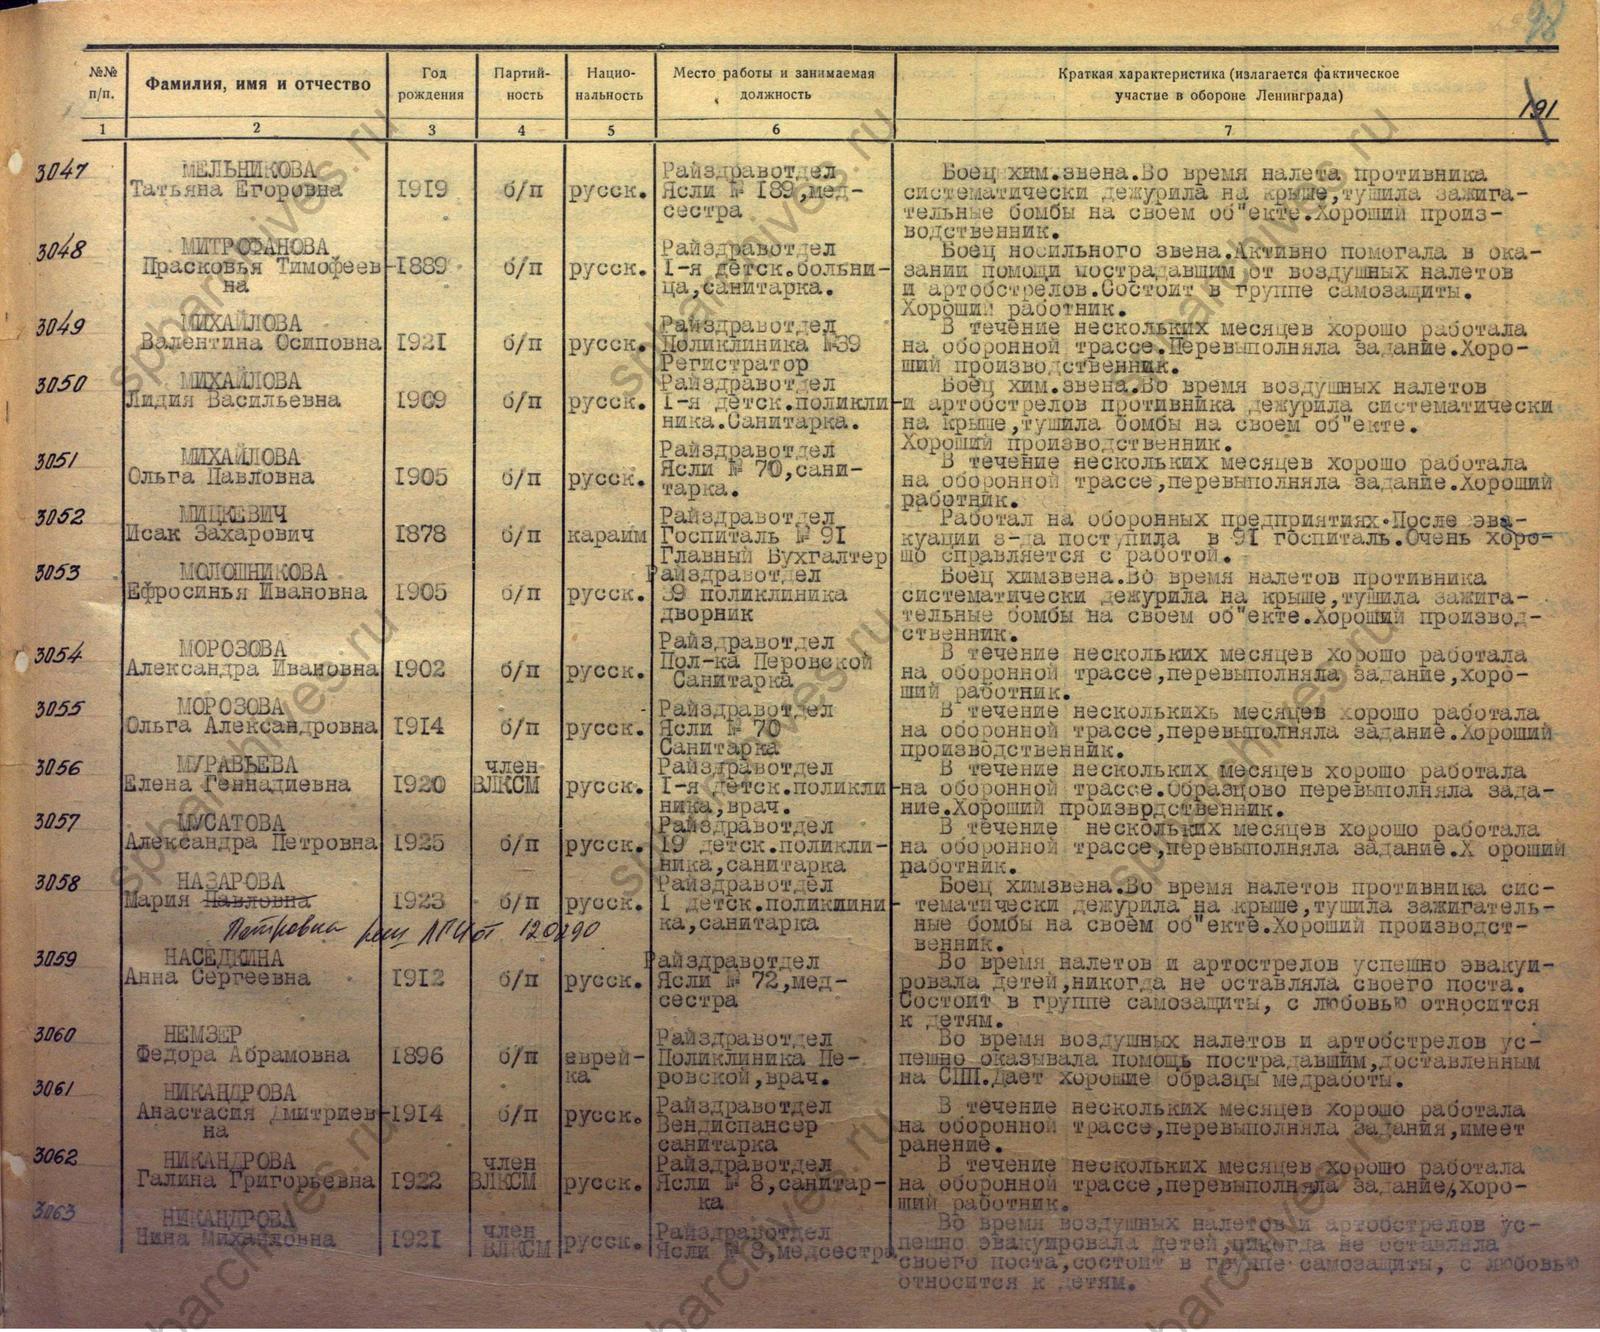 98
191
№№ п/п.
Фамилия, имя и отчество
Год рождения
Партий- ность
Нацио- нальность
Место работы и занимаемая должность
Краткая характеристика (излагается фактическое участие в обороне Ленинграда)
1 2 3 4 5 6 7
3047 МЕЛЬНИКОВА Райздравотдел Боец хим.звена.Во время налета противника
Татьяна Егоровна 1919 б/п русск. Ясли № 189,мед- систематически дежурила на крыше,тушила зажига-
сестра тельные бомбы на своем об"екте.Хороший произ-
водственник.
3048 МИТРОФАНОВА Райздравотдел Боец носильного звена.Активно помогала в ока-
Прасковья Тимофеев- 1889 б/п русск. 1-я детск.больни- зании помощи пострадавшим от воздушных налетов
на ца,санитарка. и артобстрелов.Состоит в группе самозащиты.
Хороший работник.
3049 МИХАЙЛОВА Райздравотдел В течение нескольких месяцев хорошо работала
Валентина Осиповна 1921 б/п русск. Поликлиника №39 на оборонной трассе.Перевыполняла задание.Хоро-
Регистратор ший производственник.
3050 МИХАЙЛОВА Райздравотдел Боец хим.звена.Во время воздушных налетов
Лидия Васильевна 1909 б/п русск. 1-я детск.поликли- и артобстрелов противника дежурила систематически
ника.Санитарка. на крыше,тушила бомбы на своем об"екте.
Хороший производственник.
3051 МИХАЙЛОВА Райздравотдел В течение нескольких месяцев хорошо работала
Ольга Павловна 1905 б/п русск. Ясли № 70,сани- на оборонной трассе,перевыполняла задание.Хороший
тарка. работник.
3052 МИЦКЕВИЧ Райздравотдел Работал на оборонных предприятиях.После эва-
Исак Захарович 1878 б/п караим Госпиталь № 91 куации з-да поступила в 91 госпиталь.Очень хоро-
Главный Бухгалтер шо справляется с работой.
3053 МОЛОШНИКОВА Райздравотдел Боец химзвена.Во время налетов противника
Ефросинья Ивановна 1905 б/п русск. 39 поликлиника систематически дежурила на крыше,тушила зажига-
дворник тельные бомбы на своем об"екте.Хороший производ-
ственник.
3054 МОРОЗОВА Райздравотдел В течение нескольких месяцев хорошо работала
Александра Ивановна 1902 б/п русск. Пол-ка Перовской на оборонной трассе,перевыполняла задание,хоро-
Санитарка ший работник.
3055 МОРОЗОВА Райздравотдел В течение несколькихь месяцев хорошо работала
Ольга Александровна 1914 б/п русск. Ясли № 70 на оборонной трассе,перевыполняла задание.Хороший
Санитарка производственник.
3056 МУРАВЬЕВА член Райздравотдел В течение нескольких месяцев хорошо работала
Елена Геннадиевна 1920 ВЛКСМ русск. 1-я детск.поликли- на оборонной трассе.Образцово перевыполняла зада-
ника,врач. ние.Хороший производственник.
3057 МУСАТОВА Райздравотдел В течение нескольких месяцев хорошо работала
Александра Петровна 1925 б/п русск. 19 детск.поликли- на оборонной трассе,перевыполняла задание.Х ороший
ника,санитарка работник.
3058 НАЗАРОВА Райздравотдел Боец химзвена.Во время налетов противника сис-
Мария Павловна 1923 б/п русск. 1 детск.поликлини- тематически дежурила на крыше,тушила зажигатель-
Петровна реш ЛГИ от 120290 ка,санитарка ные бомбы на своем об"екте.Хороший производст-
венник.
3059 НАСЕДКИНА Райздравотдел Во время налетов и артострелов успешно эвакуи-
Анна Сергеевна 1912 б/п русск. Ясли № 72,мед- ровала детей,никогда не оставляла своего поста.
сестра Состоит в группе самозащиты, с любовью относится
к детям.
3060 НЕМЗЕР Райздравотдел Во время воздушных налетов и артобстрелов ус-
Федора Абрамовна 1896 б/п еврей- Поликлиника Пе- пешно оказывала помощь пострадавшим,доставленным
ка ровской,врач. на СПП.Дает хорошие образцы медработы.
3061 НИКАНДРОВА Райздравотдел В течение нескольких месяцев хорошо работала
Анастасия Дмитриев- 1914 б/п русск. Вендиспансер на оборонной трассе,перевыполняла задания,имеет
на санитарка ранение.
3062 НИКАНДРОВА член Райздравотдел В течение нескольких месяцев хорошо работала
Галина Григорьевна 1922 ВЛКСМ русск. Ясли № 8,санитар- на оборонной трассе,перевыполняла задание,хоро-
ка ший работник.
3063 НИКАНДРОВА член Райздравотдел Во время воздушных налетов и артобстрелов ус-
Нина Михайловна 1921 ВЛКСМ русск. Ясли № 3,медсестра пешно эвакуировала детей,никогда не оставляла
своего поста,состоит в группе самозащиты, с любовью
относится к детям.
spbarchives.ru